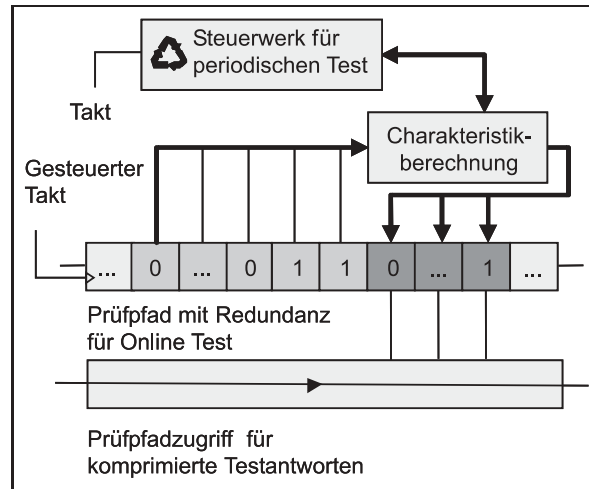 Steuerwerk für
periodischen Test
Takt
Charakteristik-
berechnung
Gesteuerter
Takt
... 0 ... 0 1 1 0 ... 1 ...
Prüfpfad mit Redundanz
für Online Test
Prüfpfadzugriff für
komprimierte Testantworten